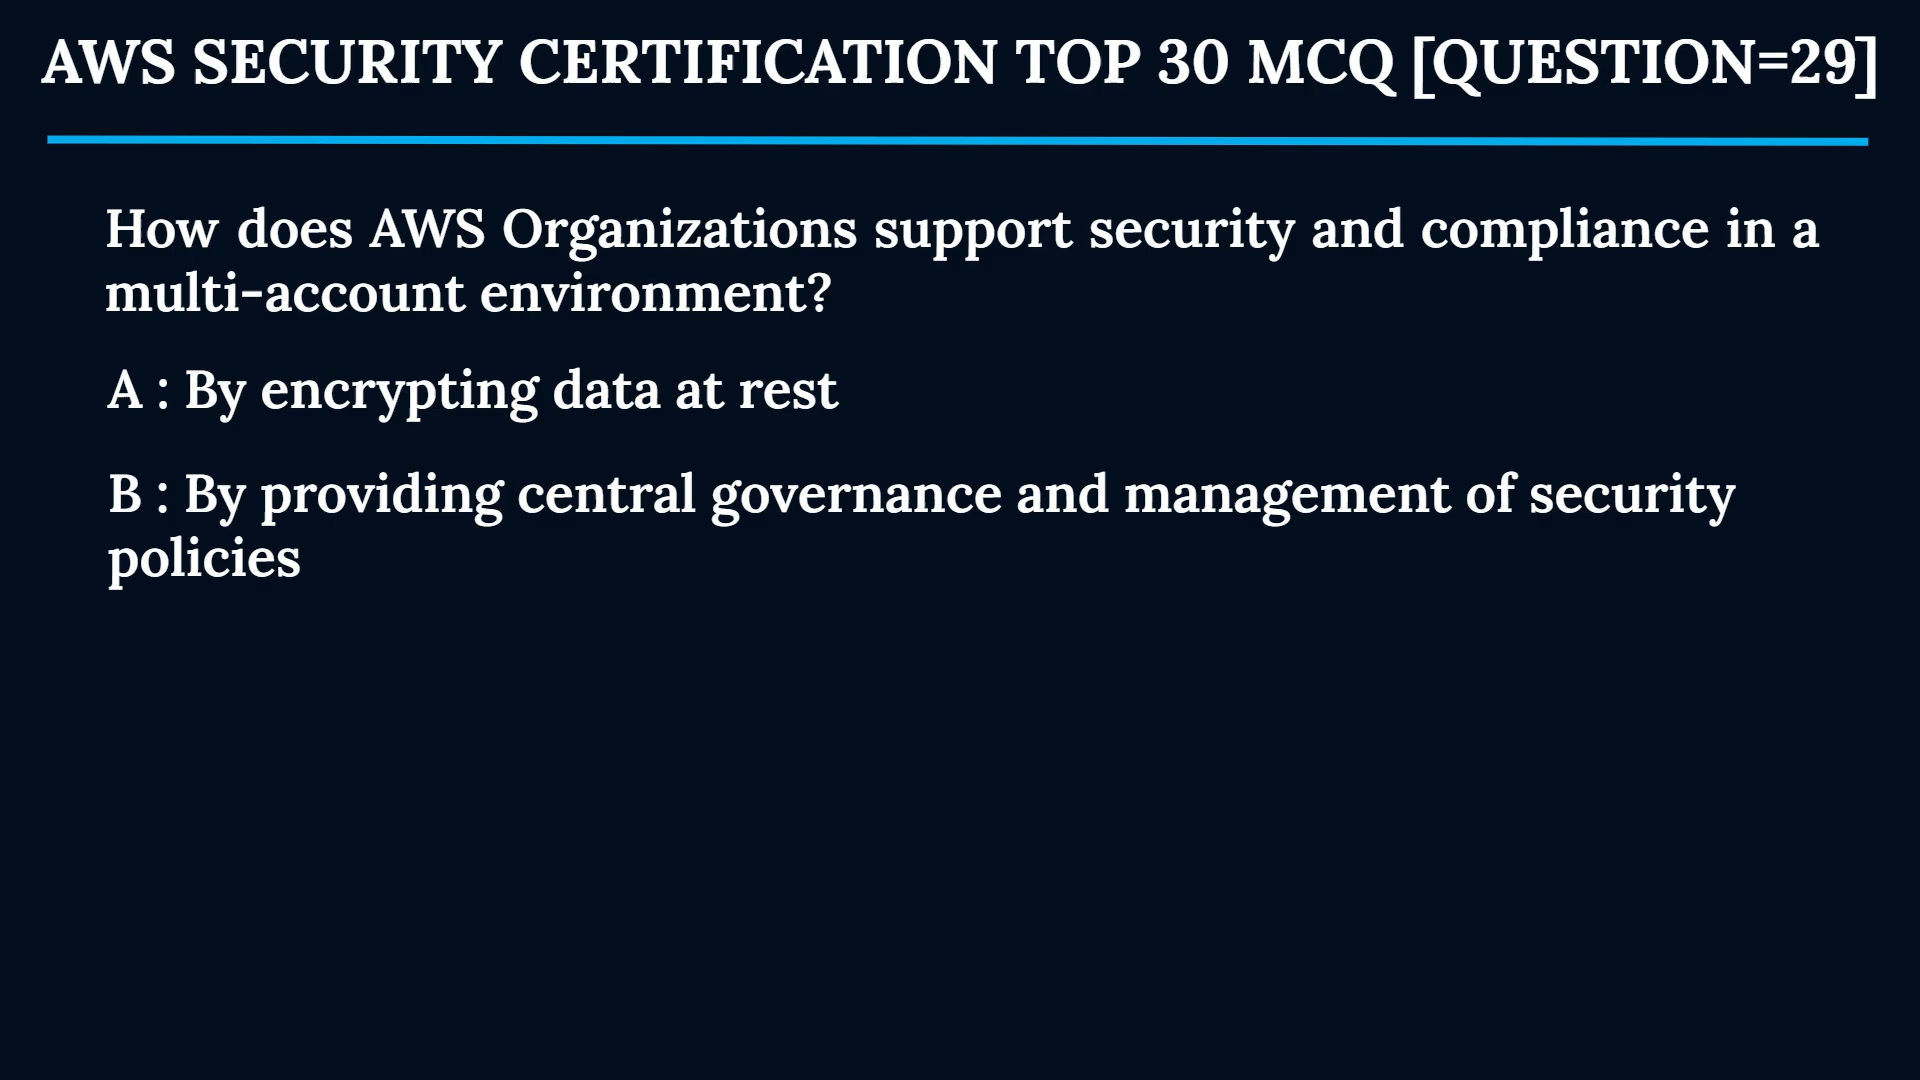 AWS SECURITY CERTIFICATION TOP 30 MCQ [QUESTION=29]
How does AWS Organizations support security and compliance in a
multi-account environment?
A : By encrypting data at rest
B : By providing central governance and management of security
policies